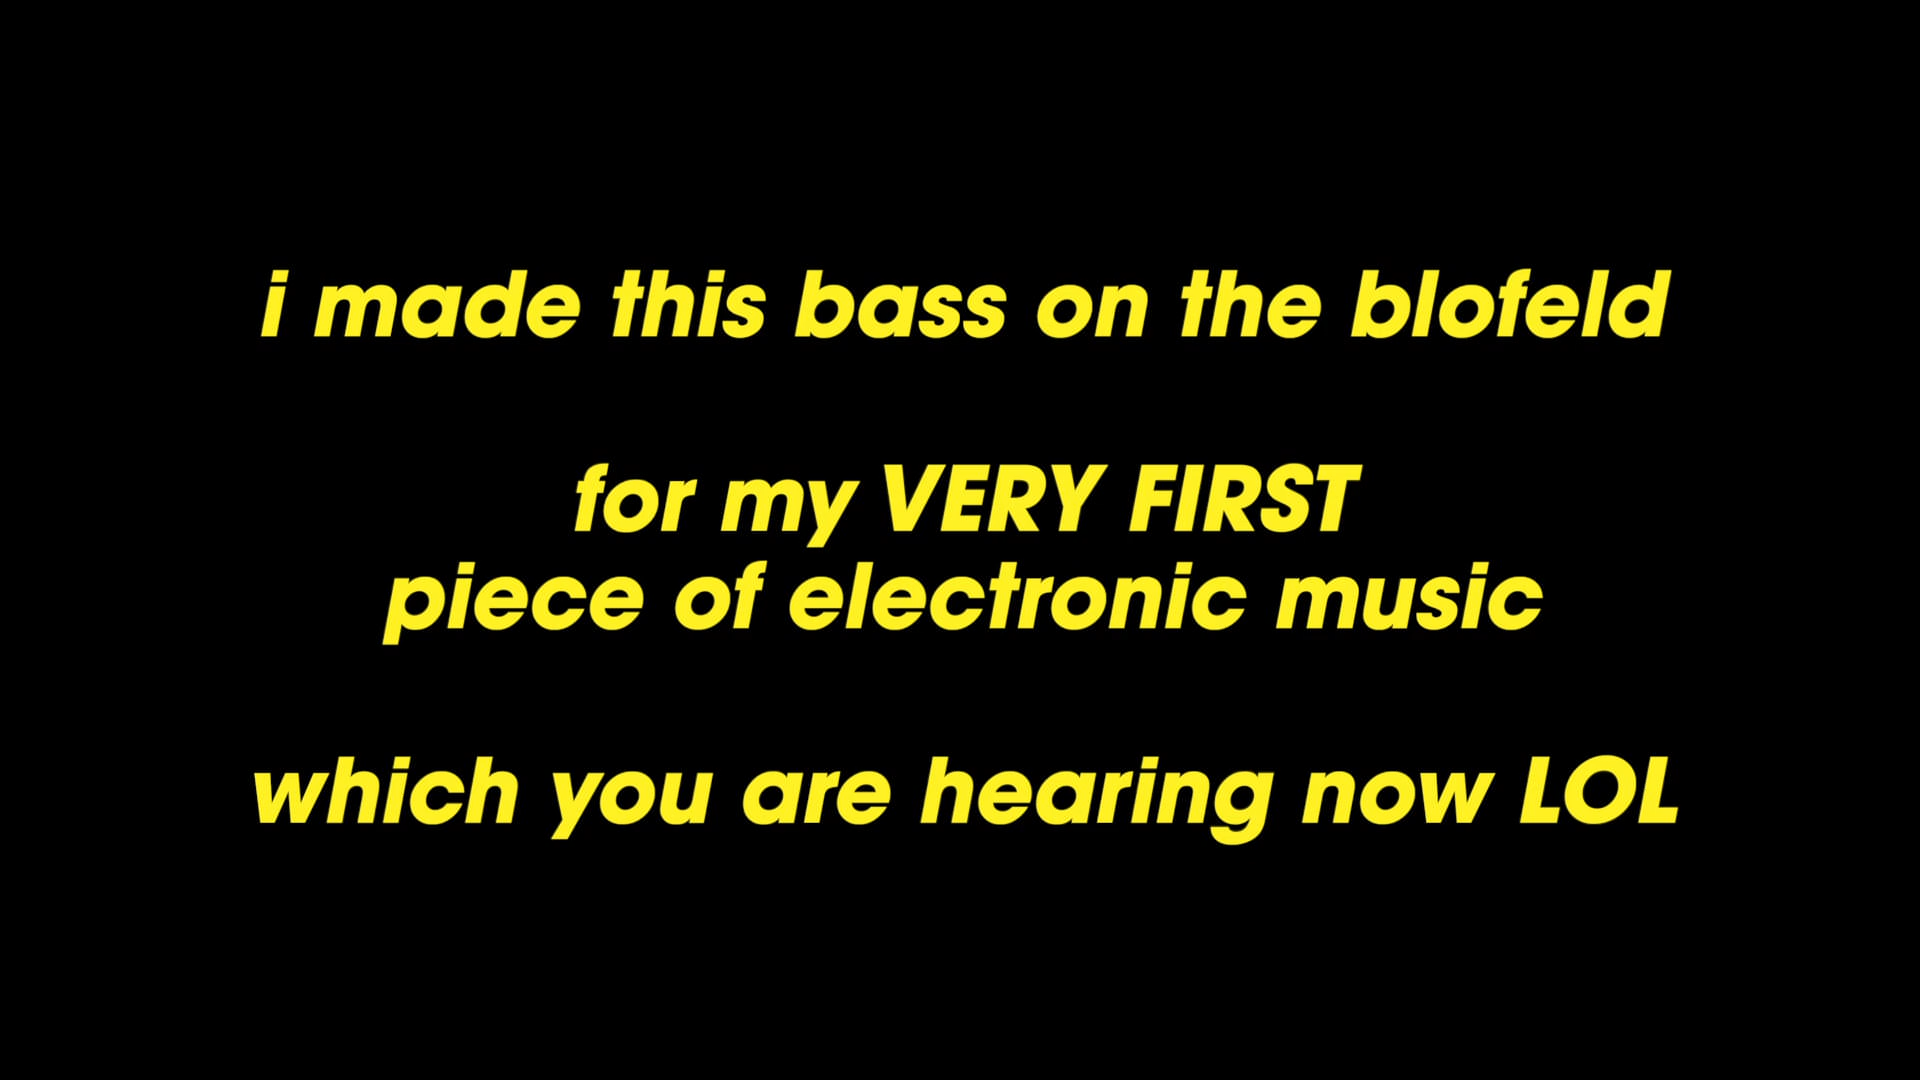 i made this bass on the blofeld
for my VERY FIRST
piece of electronic music
which you are hearing now LOL